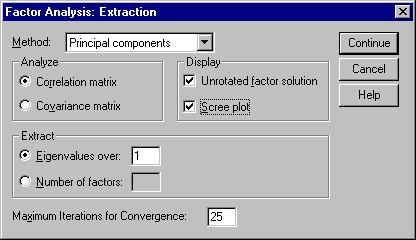 Factor Analysis: Extraction
Method: Principal components
Continue
Cancel
Help
Analyze
Correlation matrix
Covariance matrix
Display
Unrotated factor solution
Scree plot
Extract
Eigenvalues over: 1
Number of factors:
Maximum Iterations for Convergence: 25